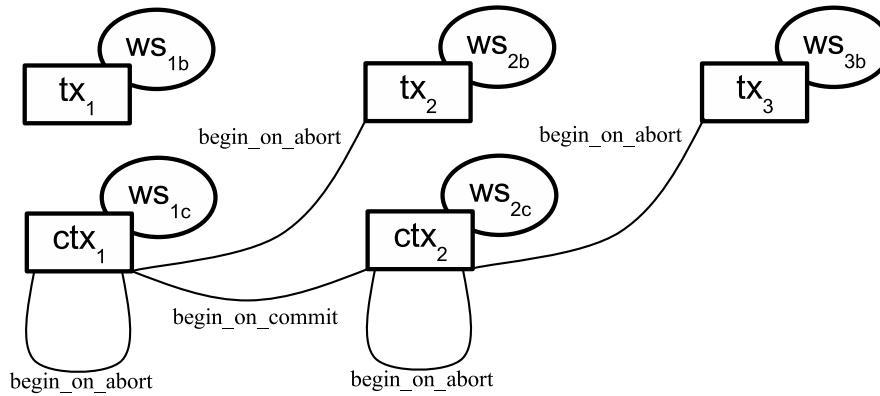 ws1b
tx1
ws2b
tx2
ws3b
tx3
begin_on_abort
begin_on_abort
ws1c
ctx1
ws2c
ctx2
begin_on_commit
begin_on_abort
begin_on_abort